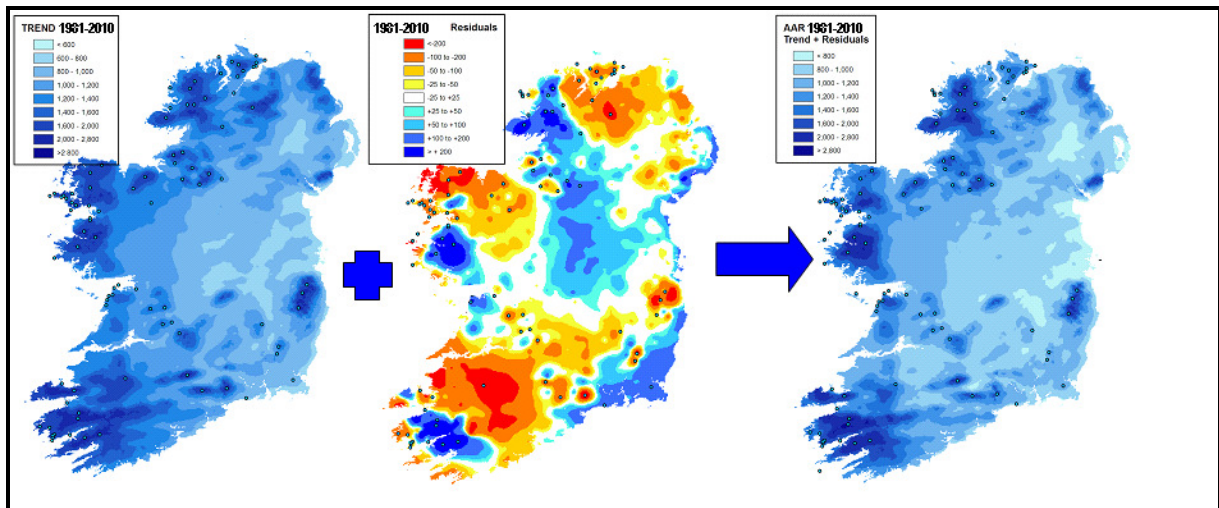 TREND 1981-2010
< 600
600 - 800
800 - 1,000
1,000 - 1,200
1,200 - 1,400
1,400 - 1,600
1,600 - 2,000
2,000 - 2,800
>2,800
1981-2010 Residuals
<-200
-100 to -200
-50 to -100
-25 to -50
-25 to +25
+25 to +50
+50 to +100
+100 to +200
> + 200
AAR 1981-2010
Trend + Residuals
< 800
800 - 1,000
1,000 - 1,200
1,200 - 1,400
1,400 - 1,600
1,600 - 2,000
2,000 - 2,800
> 2,800